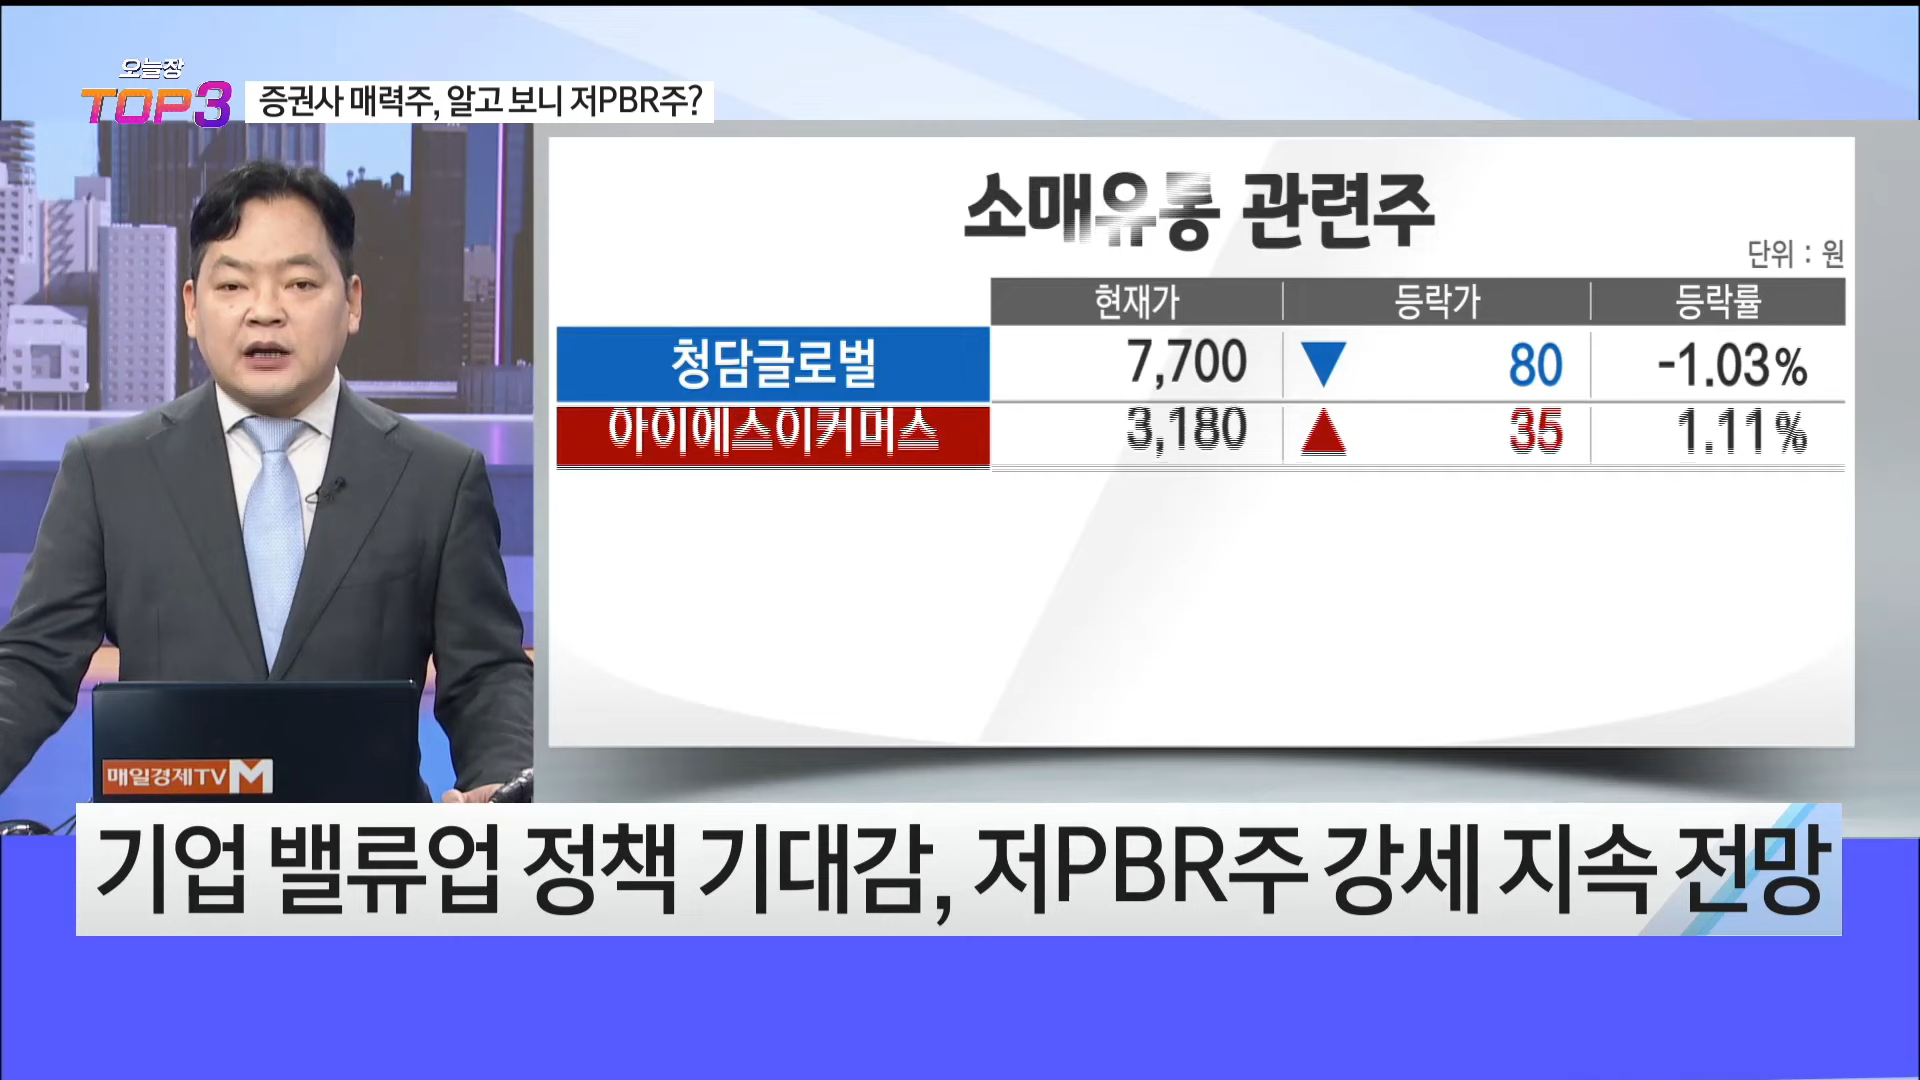 오늘장
TOP3
증권사 매력주, 알고 보니 저PBR주?
소매유통 관련주
단위 : 원
현재가 등락가 등락률
청담글로벌 7,700 ▼ 80 -1.03%
아이에스이커머스 3,180 ▲ 35 1.11%
매일경제TV M
기업 밸류업 정책 기대감, 저PBR주 강세 지속 전망